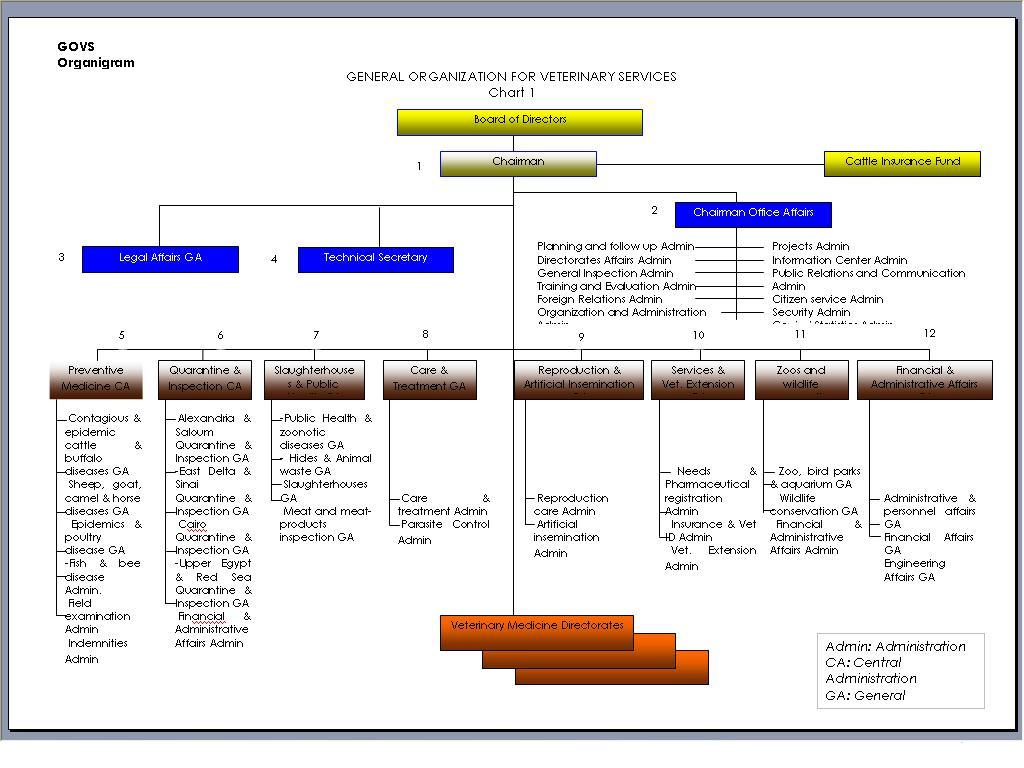 GOVS
Organigram
GENERAL ORGANIZATION FOR VETERINARY SERVICES
Chart 1
Board of Directors
1
Chairman
Cattle Insurance Fund
2
Chairman Office Affairs
3
Legal Affairs GA
4
Technical Secretary
Planning and follow up Admin
Directorates Affairs Admin
General Inspection Admin
Training and Evaluation Admin
Foreign Relations Admin
Organization and Administration
Admin
Projects Admin
Information Center Admin
Public Relations and Communication
Admin
Citizen service Admin
Security Admin
5
Preventive
Medicine CA
Contagious &
epidemic
cattle &
buffalo
diseases GA
Sheep, goat,
camel & horse
diseases GA
Epidemics &
poultry
disease GA
-Fish & bee
disease
Admin.
Field
examination
Admin
Indemnities
Admin
6
Quarantine &
Inspection CA
Alexandria &
Saloum
Quarantine &
Inspection GA
-East Delta &
Sinai
Quarantine &
Inspection GA
Cairo
Quarantine &
Inspection GA
-Upper Egypt
& Red Sea
Quarantine &
Inspection GA
Financial &
Administrative
Affairs Admin
7
Slaughterhouse
s & Public
-Public Health &
zoonotic
diseases GA
- Hides & Animal
waste GA
Slaughterhouses
GA
Meat and meat-
products
inspection GA
8
Care &
Treatment GA
Care &
treatment Admin
Parasite Control
Admin
9
Reproduction &
Artificial Insemination
Reproduction
care Admin
Artificial
insemination
Admin
10
Services &
Vet. Extension
Needs &
Pharmaceutical
registration
Admin
Insurance & Vet
ID Admin
Vet. Extension
Admin
11
Zoos and
wildlife
Zoo, bird parks
& aquarium GA
Wildlife
conservation GA
Financial &
Administrative
Affairs Admin
12
Financial &
Administrative Affairs
Administrative &
personnel affairs
GA
Financial Affairs
GA
Engineering
Affairs GA
Veterinary Medicine Directorates
Admin: Administration
CA: Central
Administration
GA: General